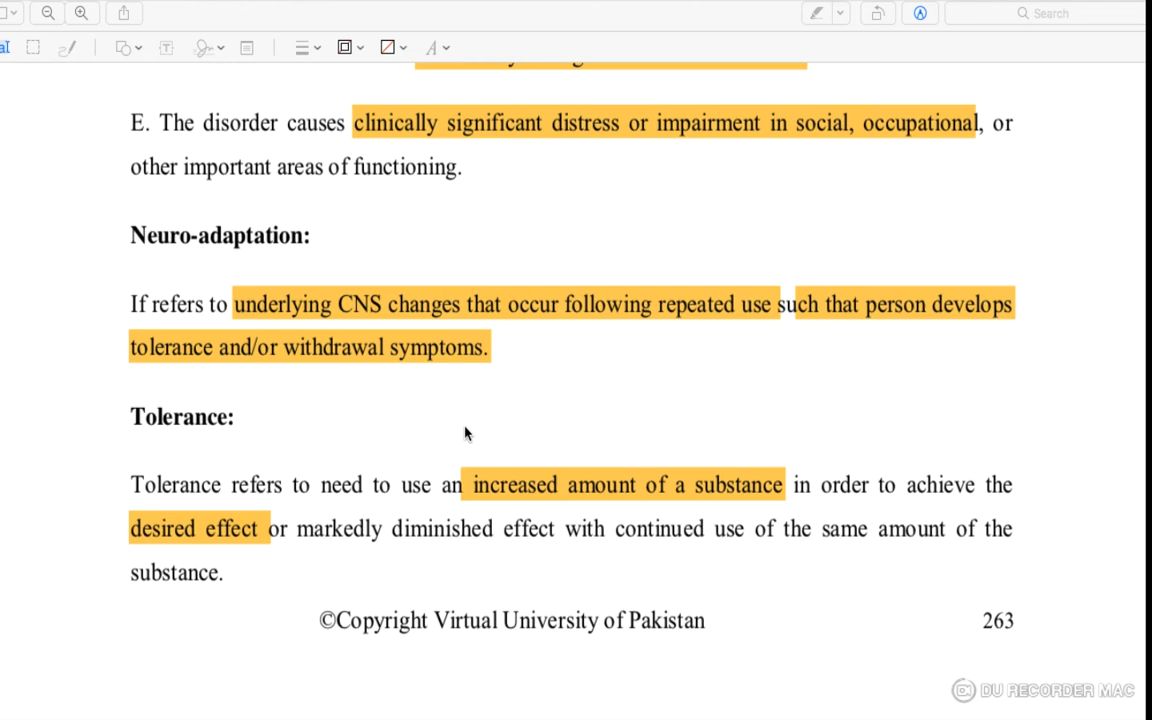 Search
E. The disorder causes clinically significant distress or impairment in social, occupational, or
other important areas of functioning.
Neuro-adaptation:
If refers to underlying CNS changes that occur following repeated use such that person develops
tolerance and/or withdrawal symptoms.
Tolerance:
Tolerance refers to need to use an increased amount of a substance in order to achieve the
desired effect or markedly diminished effect with continued use of the same amount of the
substance.
©Copyright Virtual University of Pakistan 263
DU RECORDER MAC